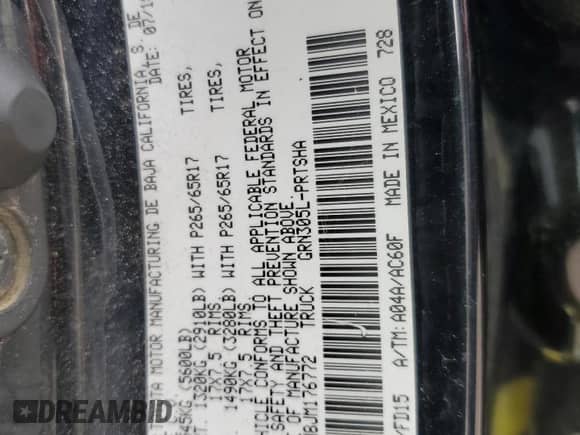 TA MOTOR MANUFACTURING DE BAJA CALIFORNIA S. DE
DATE: 07/19
45KG (5600LB)
T. 1320KG (2910LB) WITH P265/65R17 TIRES,
17X7.5 RIMS,
1490KG (3280LB) WITH P265/65R17 TIRES,
17X7.5 RIMS.
HICLE CONFORMS TO ALL APPLICABLE FEDERAL MOTOR
SAFETY AND THEFT PREVENTION STANDARDS IN EFFECT ON
OF MANUFACTURE SHOWN ABOVE.
JM176772 TRUCK GRN305L-PRTSHA
FD15 A/TM: A04A/AC60F MADE IN MEXICO 728
DREAMBID